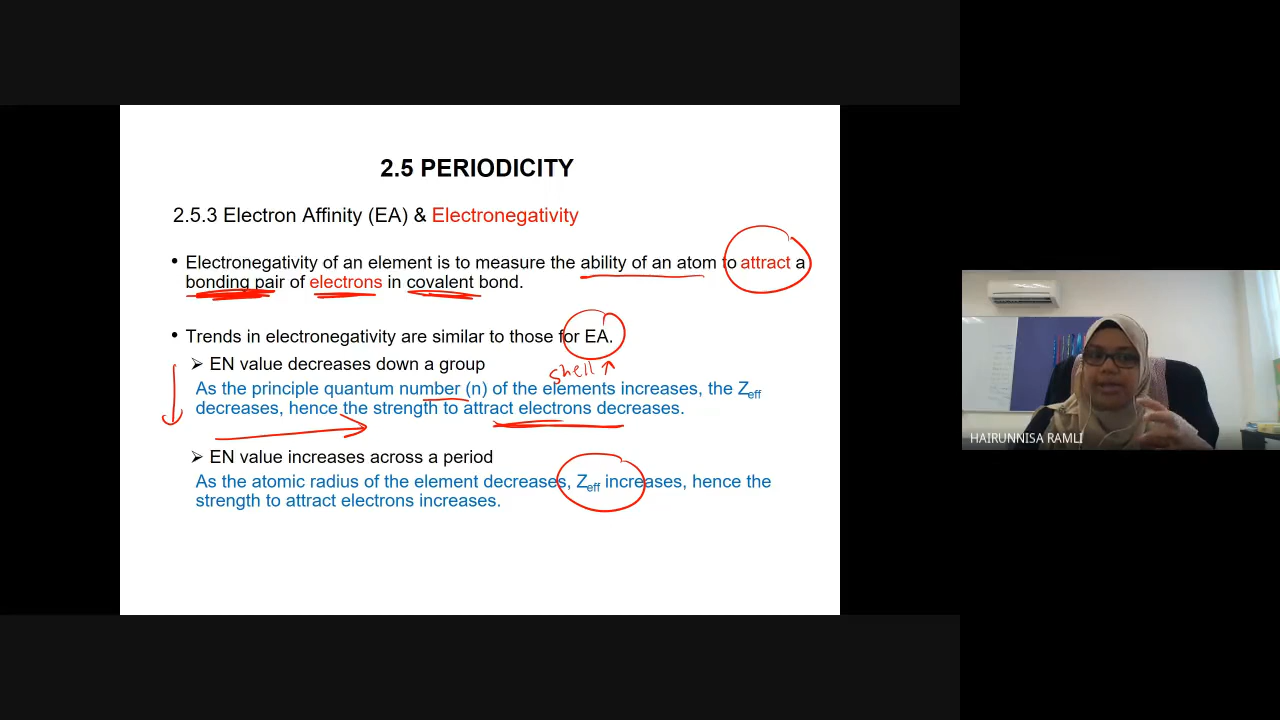 2.5 PERIODICITY
2.5.3 Electron Affinity (EA) & Electronegativity
• Electronegativity of an element is to measure the ability of an atom to attract a
bonding pair of electrons in covalent bond.
• Trends in electronegativity are similar to those for EA.
➢ EN value decreases down a group
shell ↑
As the principle quantum number (n) of the elements increases, the Zeff
decreases, hence the strength to attract electrons decreases.
➢ EN value increases across a period
As the atomic radius of the element decreases, Zeff increases, hence the
strength to attract electrons increases.
HAIRUNNISA RAMLI